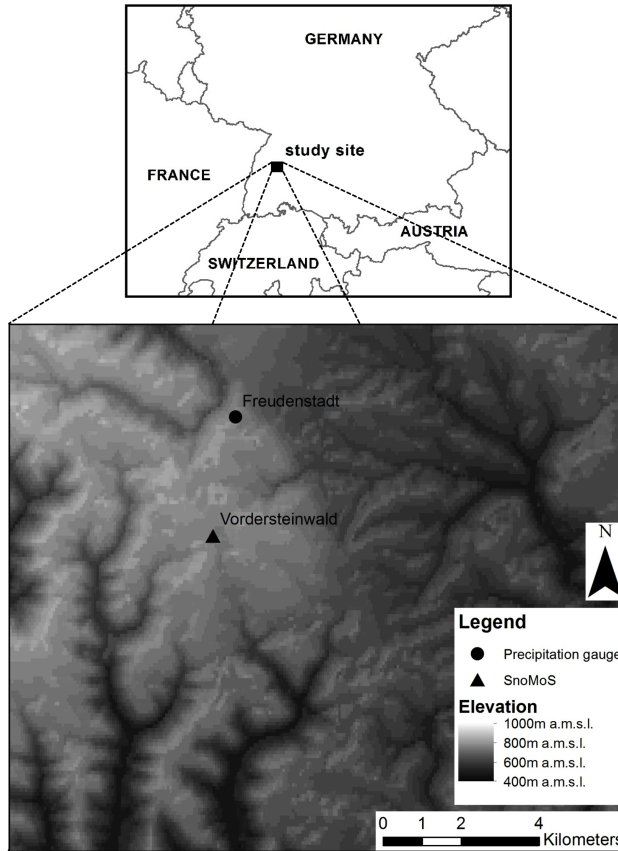 GERMANY
study site
FRANCE
AUSTRIA
SWITZERLAND
Freudenstadt
Vordersteinwald
N
Legend
Precipitation gauge
SnoMoS
Elevation
1000m a.m.s.l.
800m a.m.s.l.
600m a.m.s.l.
400m a.m.s.l.
0 1 2 4
Kilometers